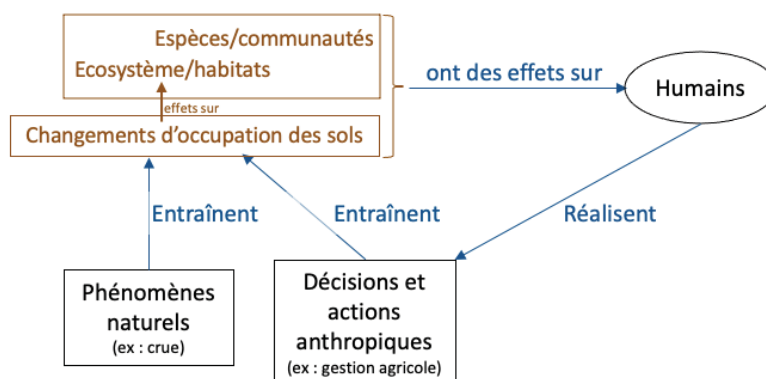 Espèces/communautés
Ecosystème/habitats
effets sur
Changements d’occupation des sols
ont des effets sur
Humains
Entraînent
Entraînent
Réalisent
Phénomènes
naturels
(ex : crue)
Décisions et
actions
anthropiques
(ex : gestion agricole)